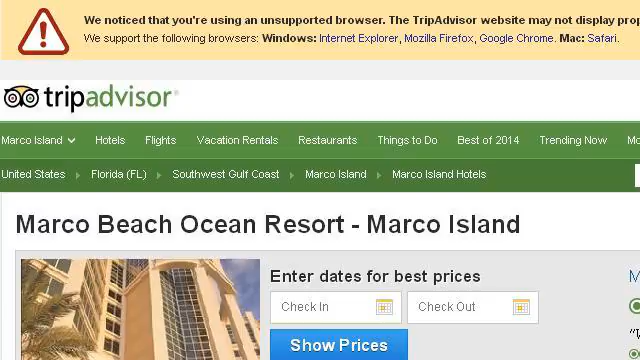 We noticed that you're using an unsupported browser. The TripAdvisor website may not display
We support the following browsers: Windows: Internet Explorer, Mozilla Firefox, Google Chrome. Mac: Safari.
tripadvisor®
Marco Island Hotels Flights Vacation Rentals Restaurants Things to Do Best of 2014 Trending Now
United States Florida (FL) Southwest Gulf Coast Marco Island Marco Island Hotels
Marco Beach Ocean Resort - Marco Island
Enter dates for best prices
Check In Check Out
Show Prices